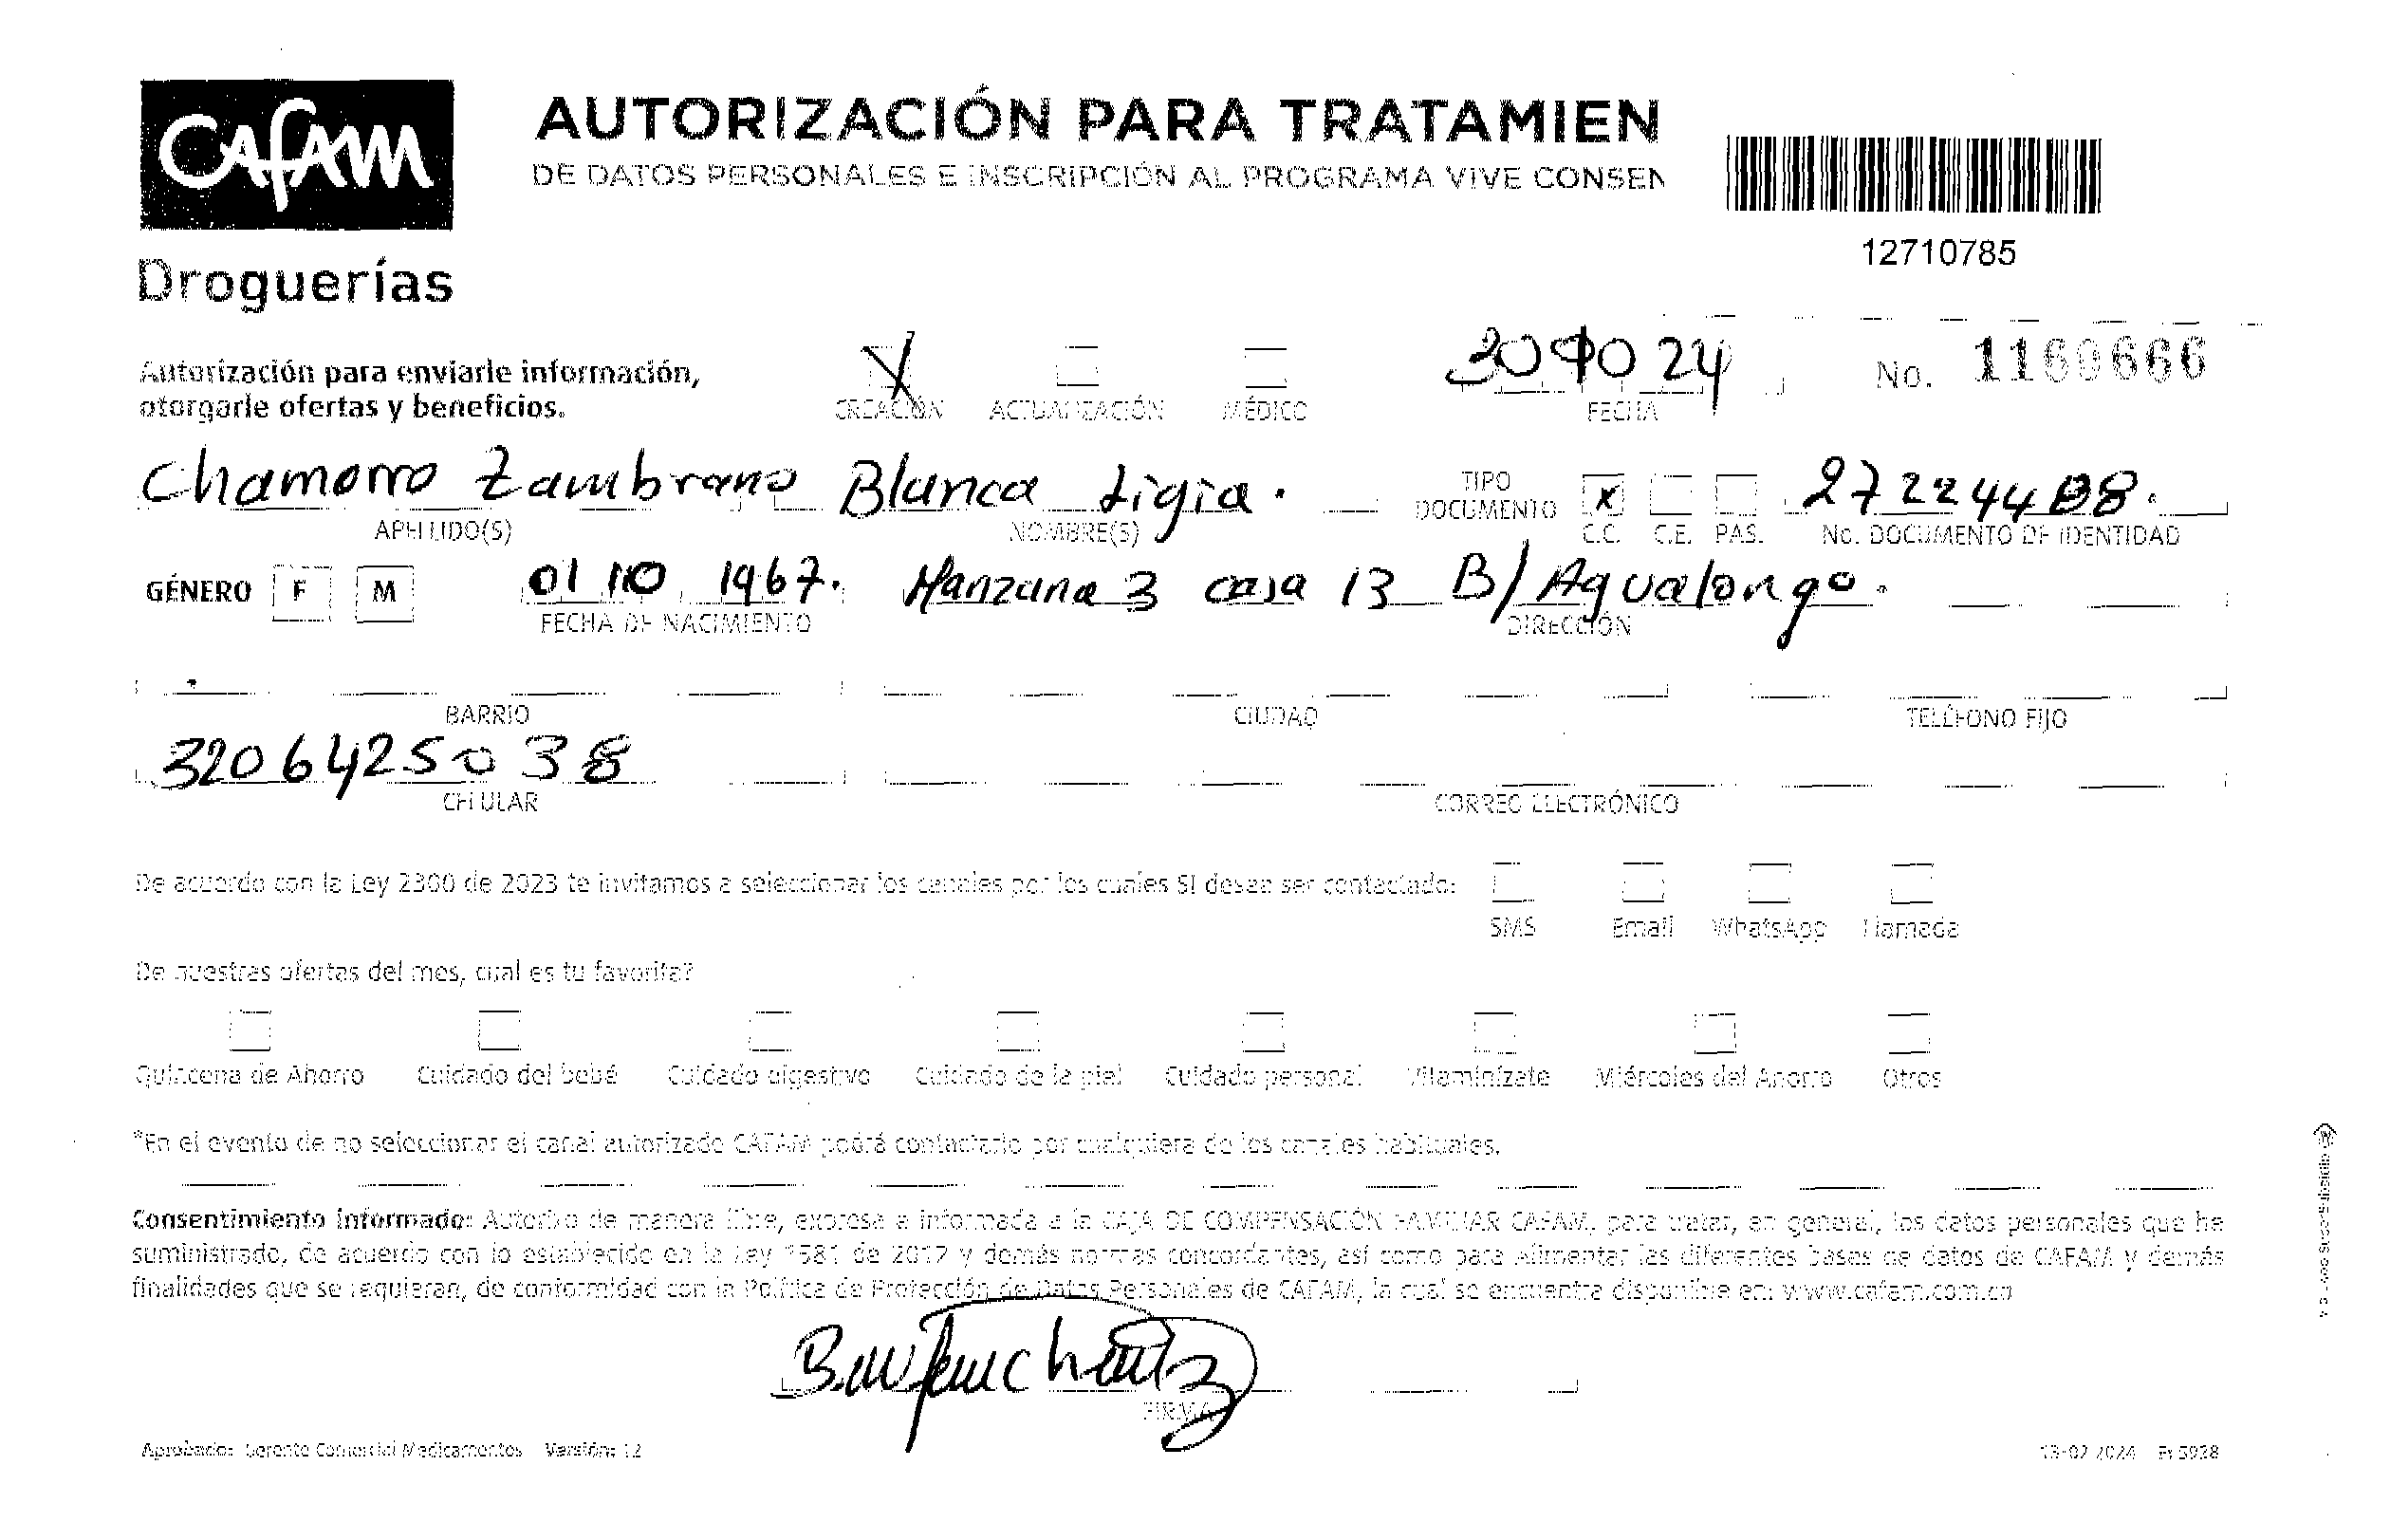 CAFAM
AUTORIZACIÓN PARA TRATAMIEN
DE DATOS PERSONALES E INSCRIPCIÓN AL PROGRAMA VIVE CONSEN
12710785
Droguerías
Autorización para enviarle información,
otorgarle ofertas y beneficios.
X
CREACIÓN ACTUALIZACIÓN MÉDICO
24
FECHA
No. 1160666
Chamorro Zambrano Blanca Ligia.
APELLIDO(S) NOMBRE(S)
TIPO DOCUMENTO
X
C.C. C.E. PAS.
No. DOCUMENTO DE IDENTIDAD
GÉNERO F M
01 10 1967. Manzana 3 casa 13 B/ Agualongo.
FECHA DE NACIMIENTO DIRECCIÓN
BARRIO CIUDAD TELÉFONO FIJO
3206425038
CELULAR CORREO ELECTRÓNICO
De acuerdo con la Ley 2300 de 2023 te invitamos a seleccionar los canales por los cuales SI desea ser contactado:
SMS Email WhatsApp Llamada
De nuestras ofertas del mes, cual es tu favorita?
Quincena de Ahorro Cuidado del bebé Cuidado digestivo Cuidado de la piel Cuidado personal Vitaminízate Miércoles del Ahorro Otros
*En el evento de no seleccionar el canal autorizado CAFAM podrá contactarlo por cualquiera de los canales habituales.
Consentimiento informado: Autorizo de manera libre, expresa e informada a la CAJA DE COMPENSACIÓN FAMILIAR CAFAM, para tratar, en general, los datos personales que he
suministrado, de acuerdo con lo establecido en la Ley 1581 de 2012 y demás normas concordantes, así como para alimentar las diferentes bases de datos de CAFAM y demás
finalidades que se requieran, de conformidad con la Política de Protección de Datos Personales de CAFAM, la cual se encuentra disponible en: www.cafam.com.co
FIRMA
Aprobado: Gerente Comercial Medicamentos Versión: 12
13-02 2024 Ft 5938